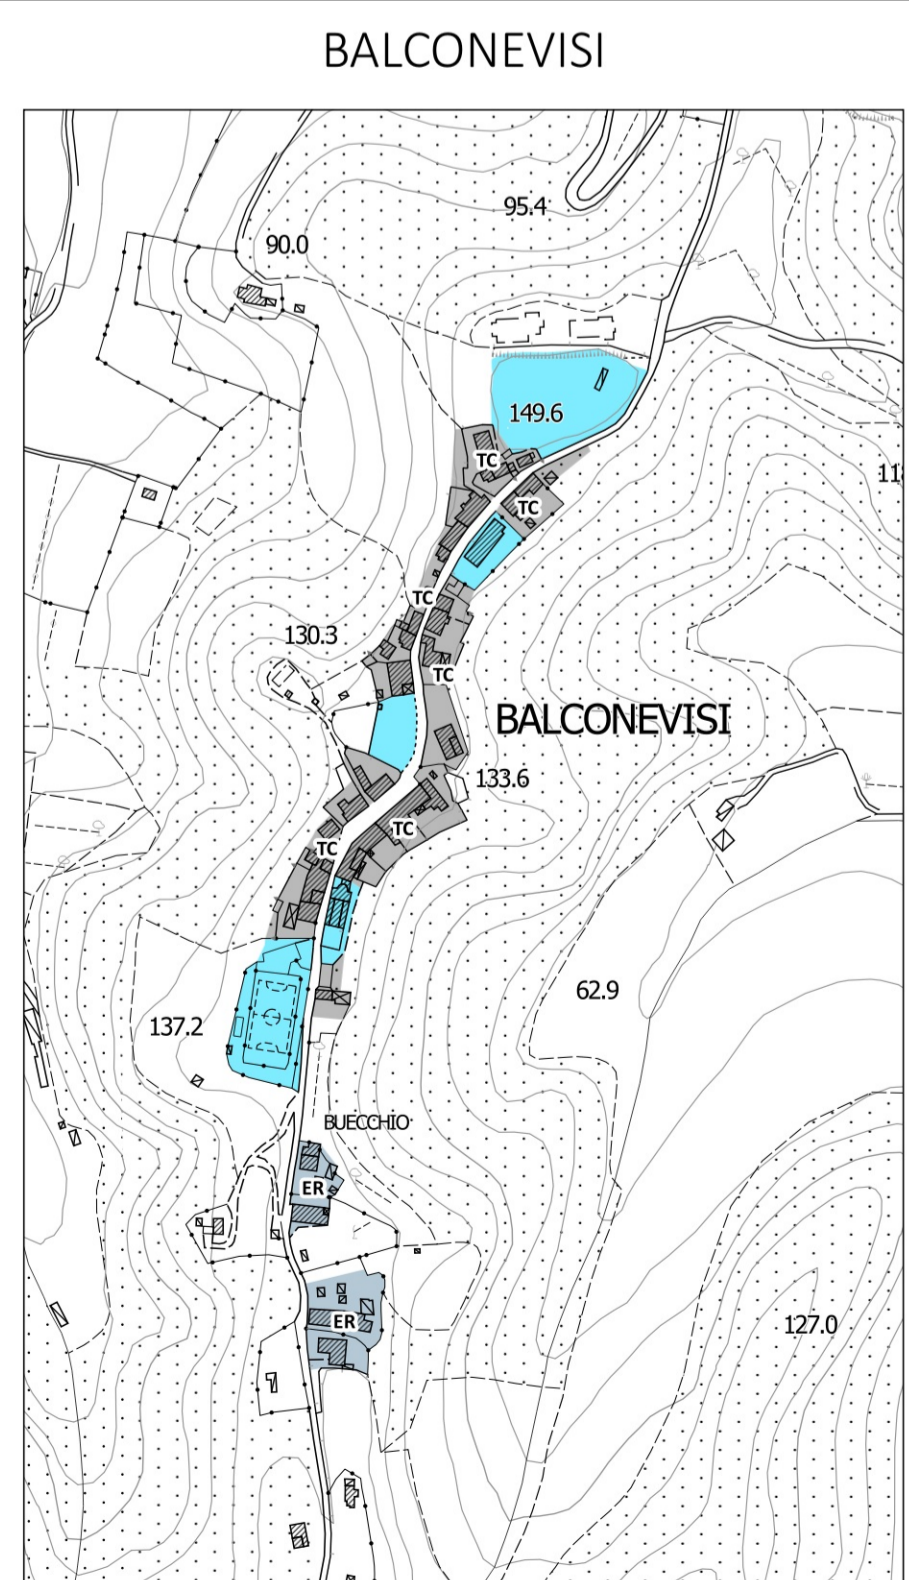 BALCONEVISI
95.4
90.0
149.6
TC
11
TC
TC
130.3
TC
BALCONEVISI
133.6
TC
TC
62.9
137.2
BUECCHIO
ER
ER
127.0